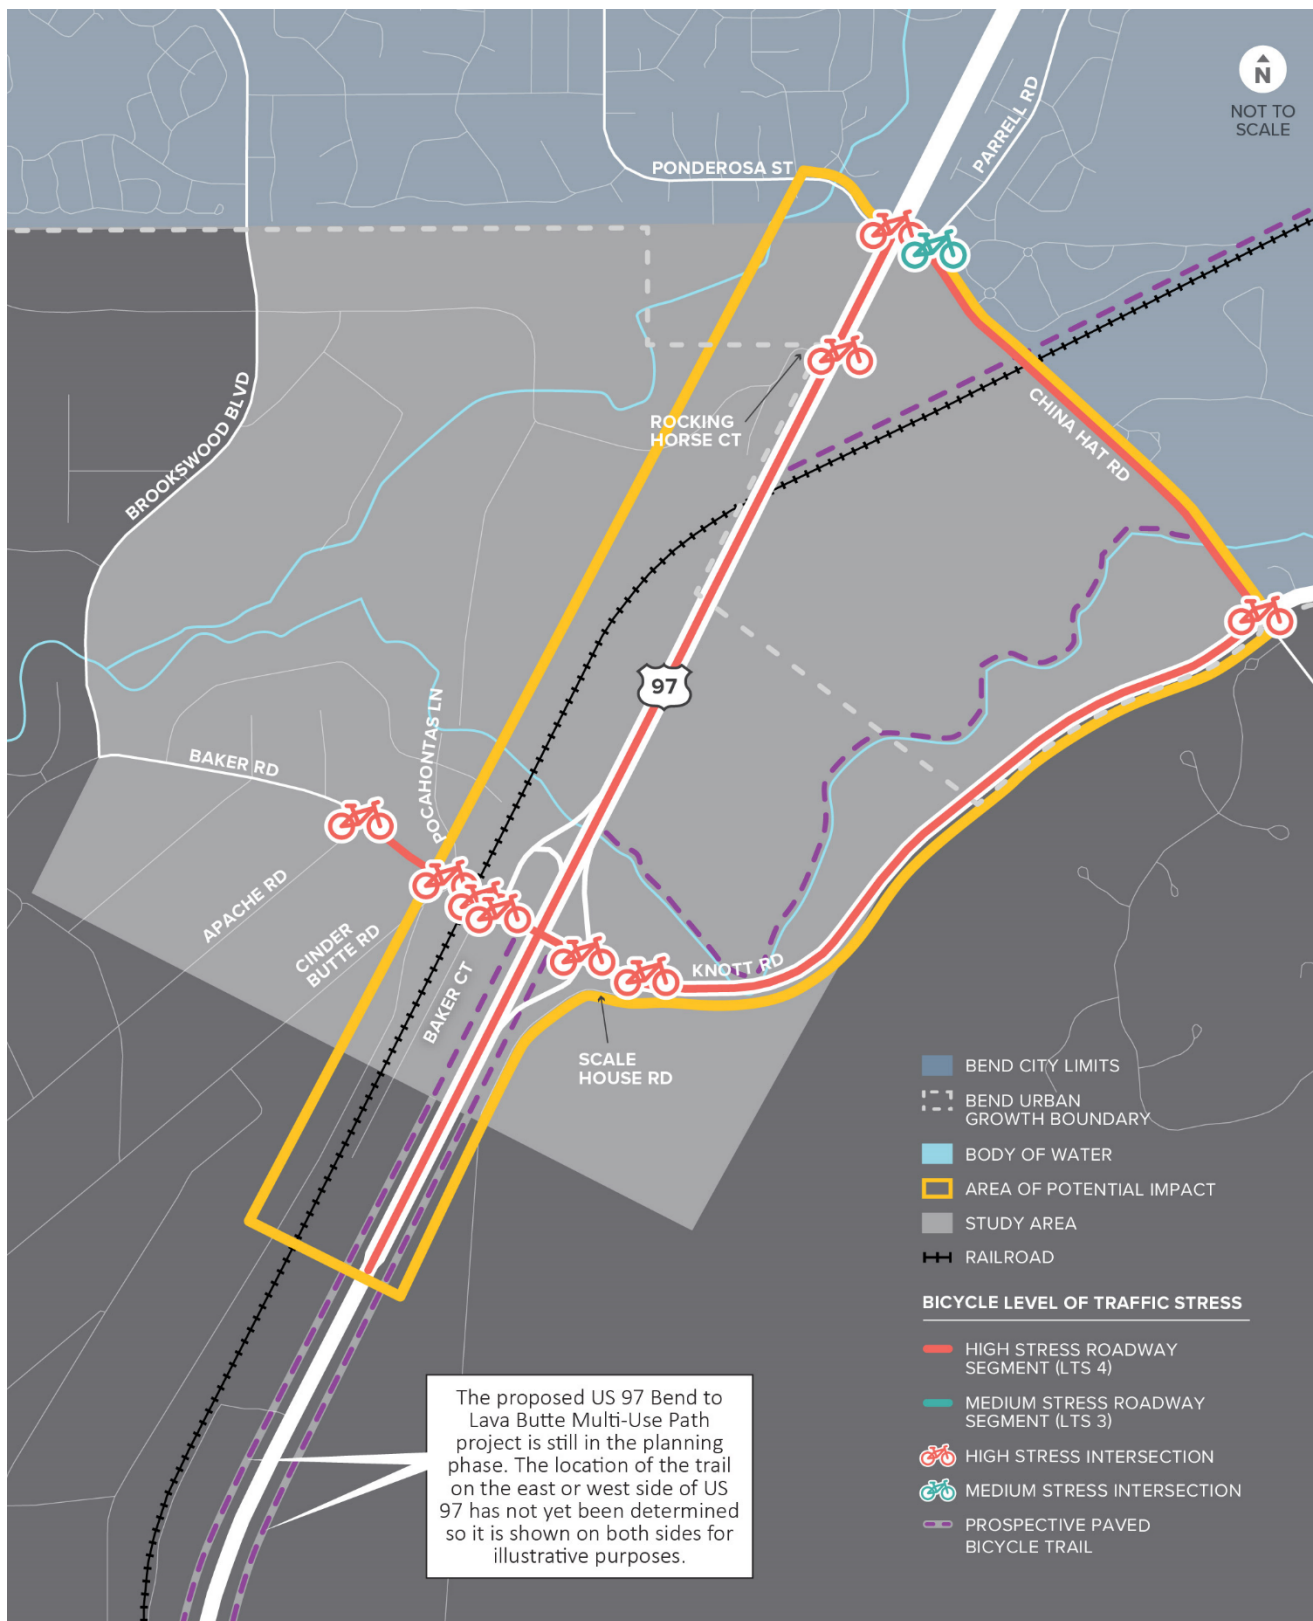 N
NOT TO
SCALE
PARRELL RD
PONDEROSA ST
ROCKING
HORSE CT
CHINA HAT RD
BROOKSWOOD BLVD
97
POCAHONTAS LN
BAKER RD
APACHE RD
CINDER
BUTTE RD
BAKER CT
KNOTT RD
SCALE
HOUSE RD
BEND CITY LIMITS
BEND URBAN
GROWTH BOUNDARY
BODY OF WATER
AREA OF POTENTIAL IMPACT
STUDY AREA
RAILROAD
BICYCLE LEVEL OF TRAFFIC STRESS
HIGH STRESS ROADWAY
SEGMENT (LTS 4)
MEDIUM STRESS ROADWAY
SEGMENT (LTS 3)
HIGH STRESS INTERSECTION
MEDIUM STRESS INTERSECTION
PROSPECTIVE PAVED
BICYCLE TRAIL
The proposed US 97 Bend to
Lava Butte Multi-Use Path
project is still in the planning
phase. The location of the trail
on the east or west side of US
97 has not yet been determined
so it is shown on both sides for
illustrative purposes.